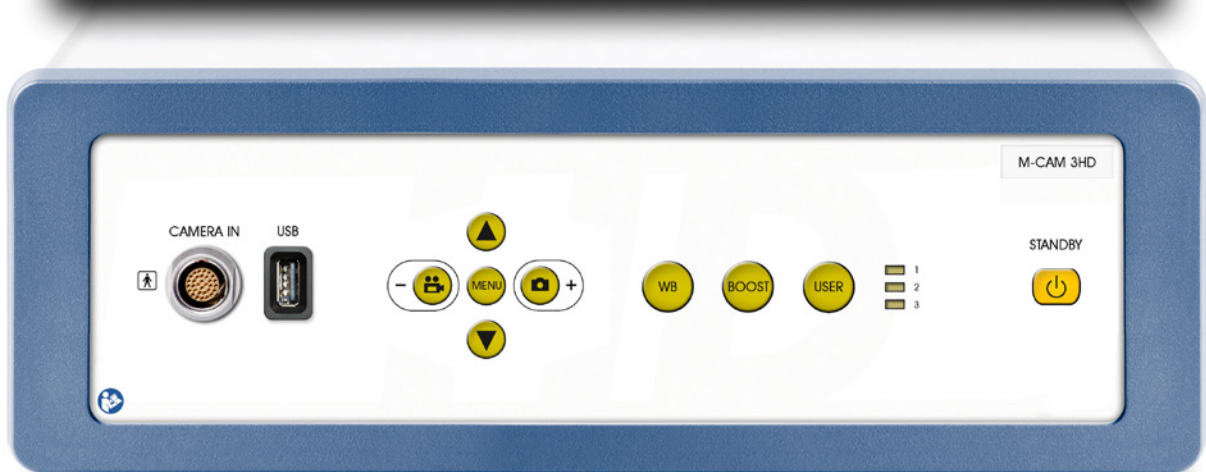 M-CAM 3HD
CAMERA IN
USB
STANDBY
- MENU +
WB BOOST USER
1
2
3